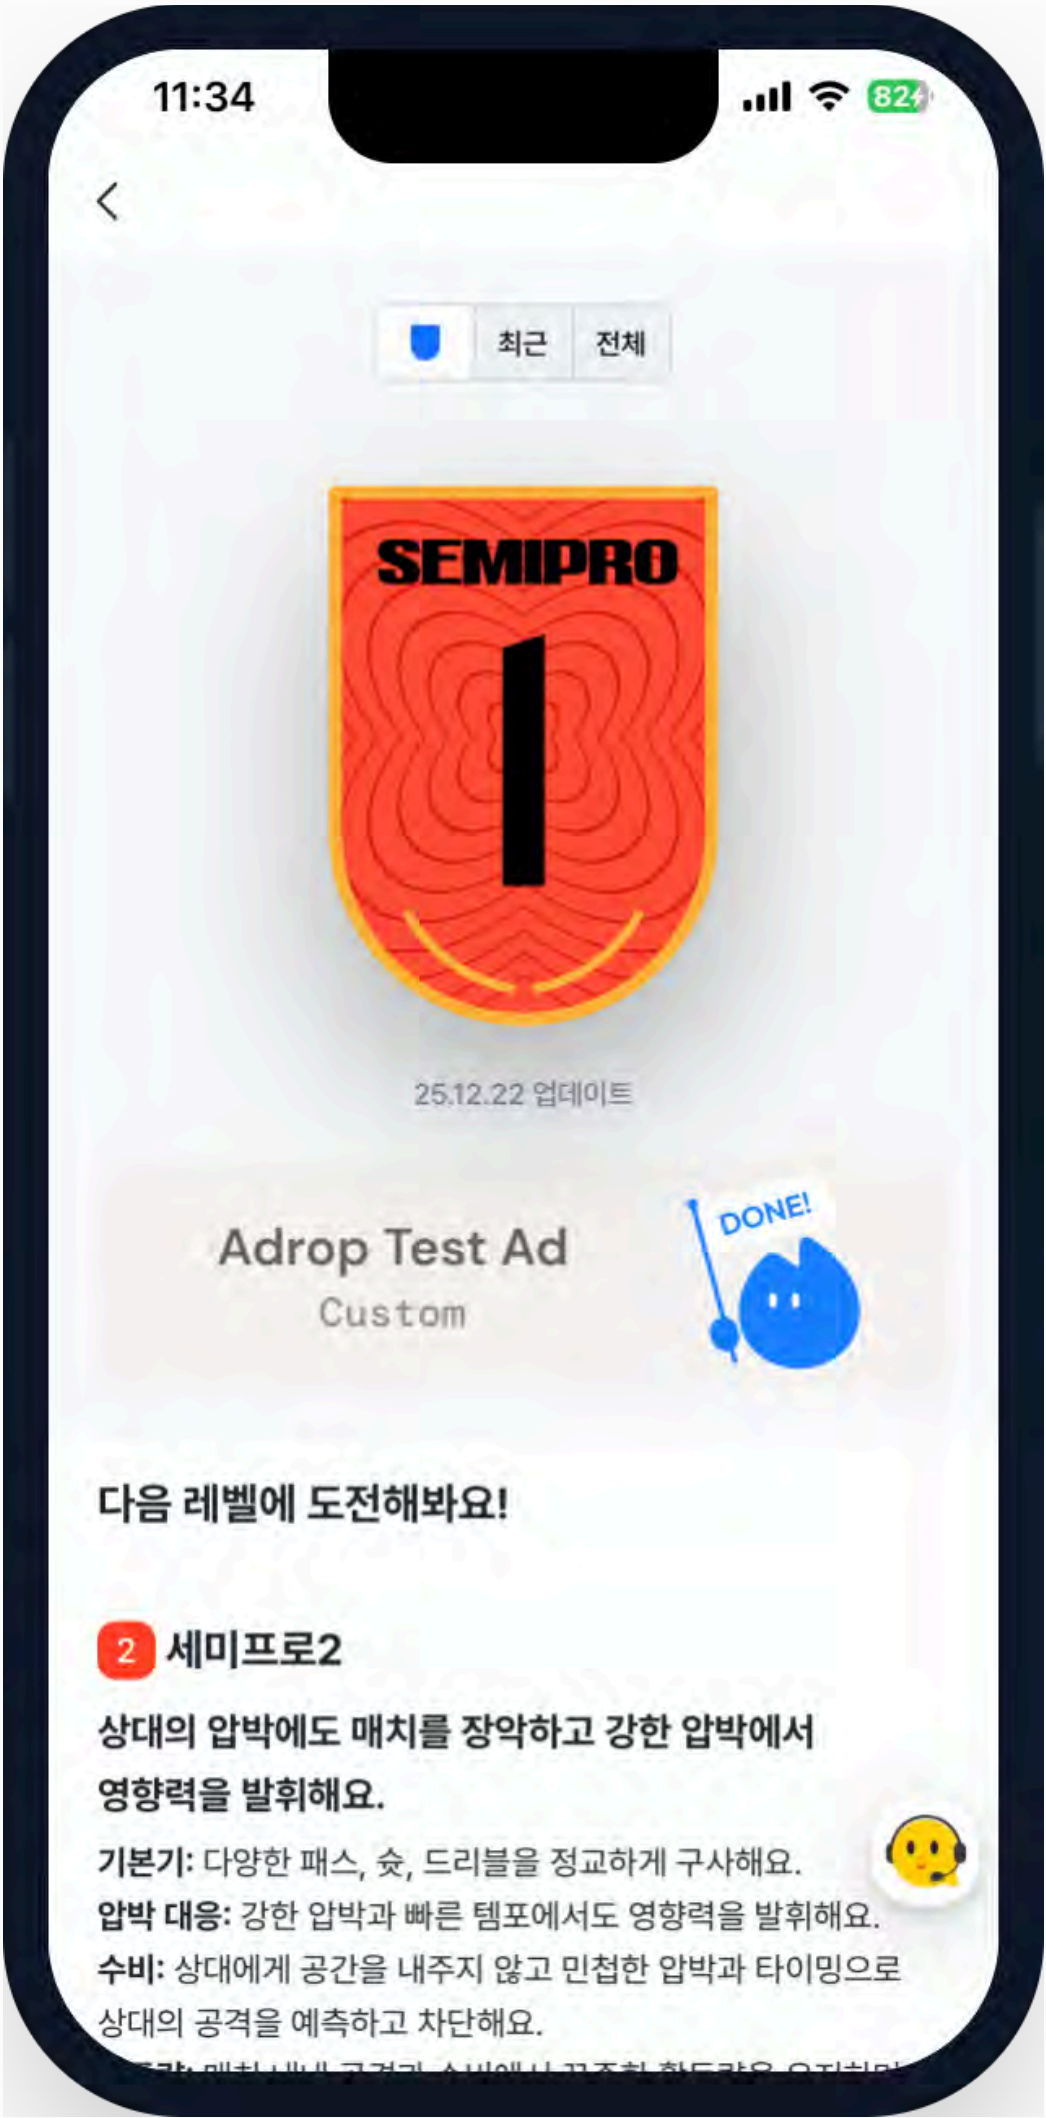 11:34
82
최근
전체
SEMIPRO
1
25.12.22 업데이트
Adrop Test Ad
Custom
DONE!
다음 레벨에 도전해봐요!
2 세미프로2
상대의 압박에도 매치를 장악하고 강한 압박에서
영향력을 발휘해요.
기본기: 다양한 패스, 슛, 드리블을 정교하게 구사해요.
압박 대응: 강한 압박과 빠른 템포에서도 영향력을 발휘해요.
수비: 상대에게 공간을 내주지 않고 민첩한 압박과 타이밍으로
상대의 공격을 예측하고 차단해요.